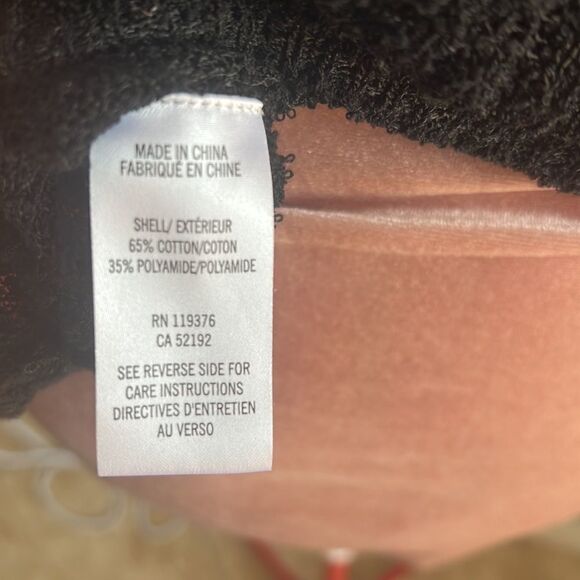 MADE IN CHINA
FABRIQUÉ EN CHINE
SHELL/ EXTÉRIEUR
65% COTTON/COTON
35% POLYAMIDE/POLYAMIDE
RN 119376
CA 52192
SEE REVERSE SIDE FOR
CARE INSTRUCTIONS
DIRECTIVES D'ENTRETIEN
AU VERSO